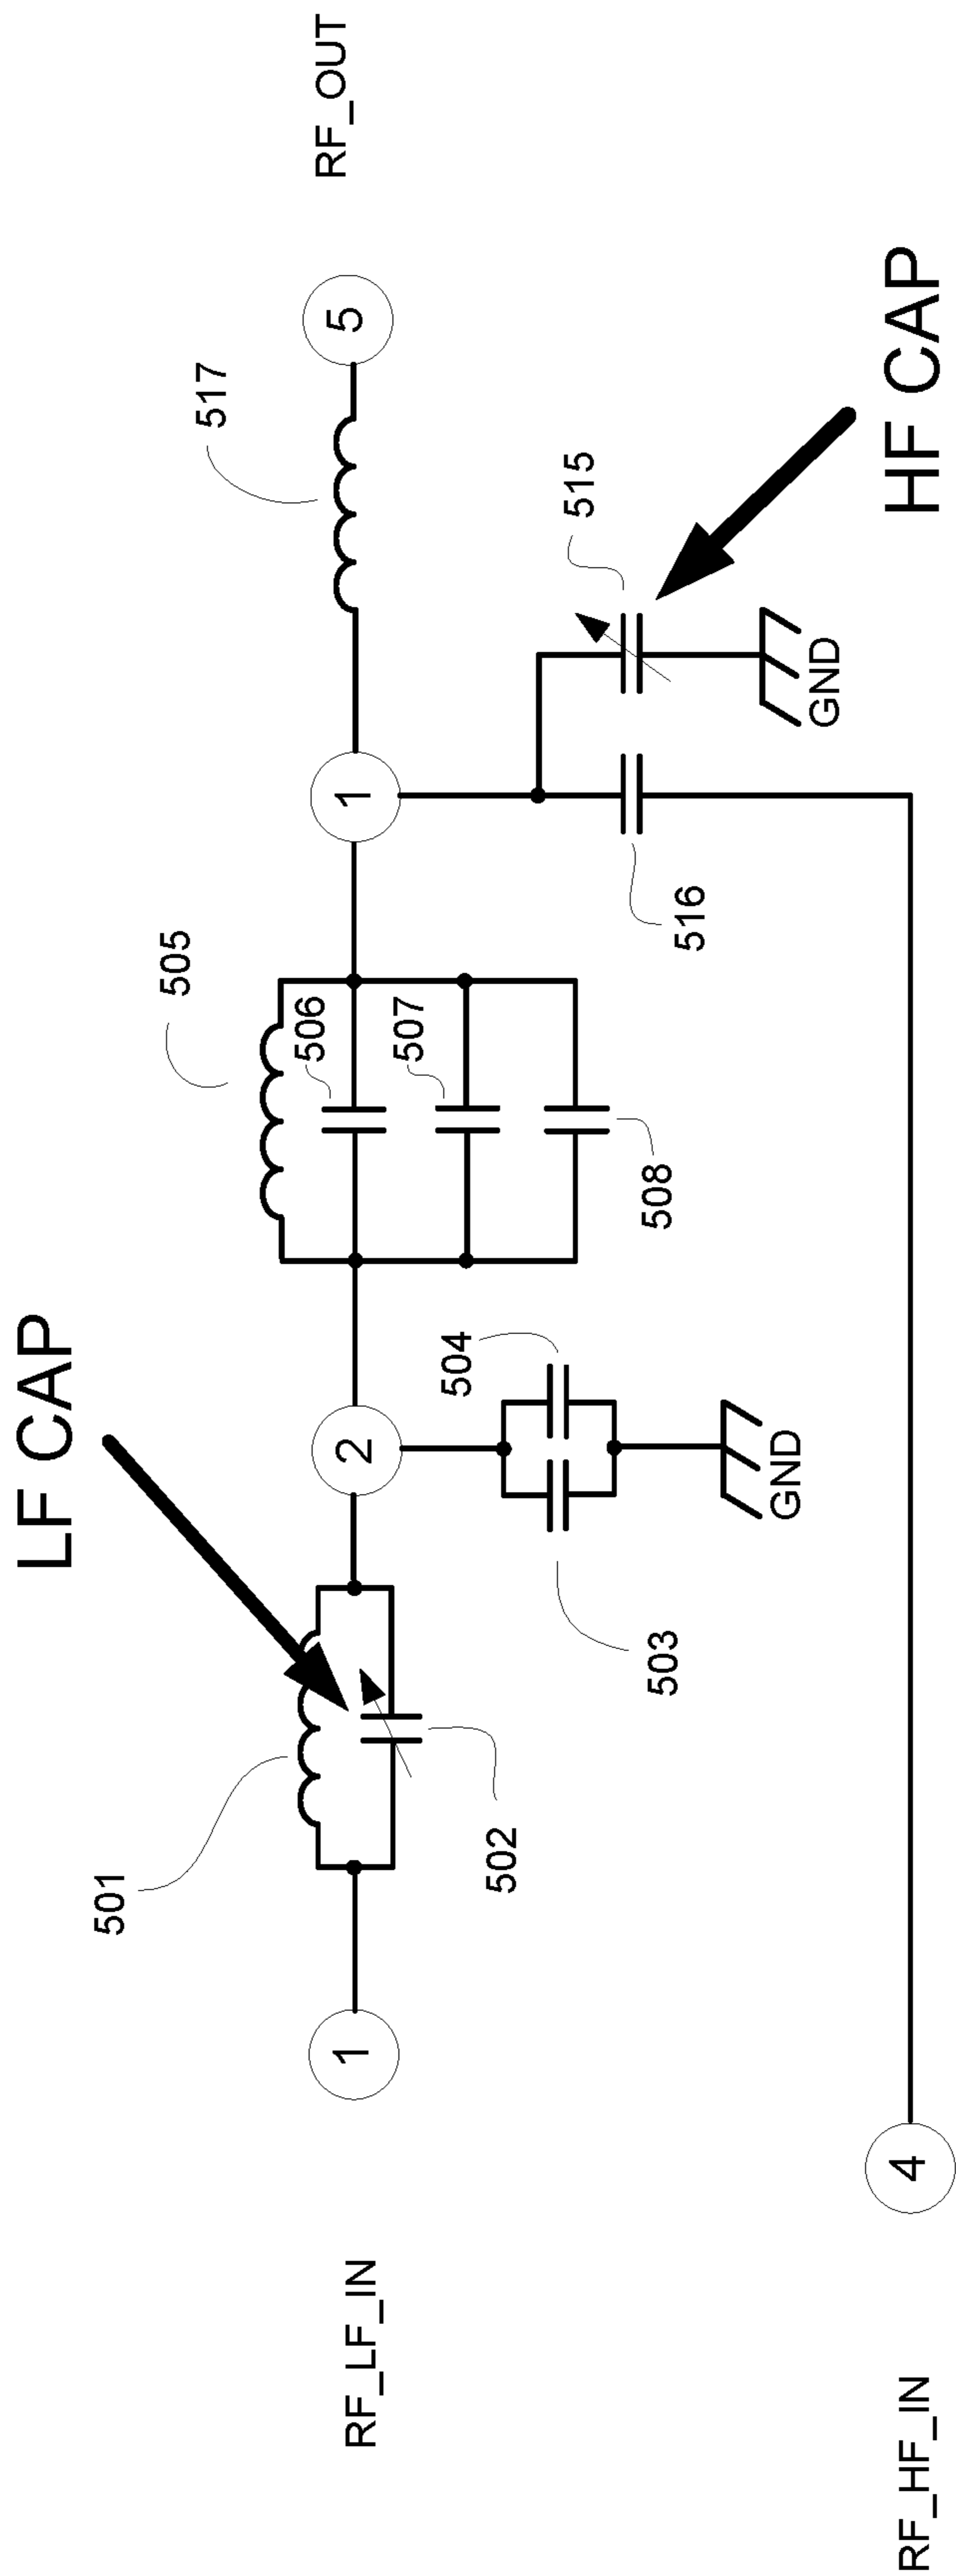 LF CAP
501
502
503
504
505
506
507
508
517
RF_OUT
1
2
1
5
515
516
GND
GND
HF CAP
RF_LF_IN
4
RF_HF_IN